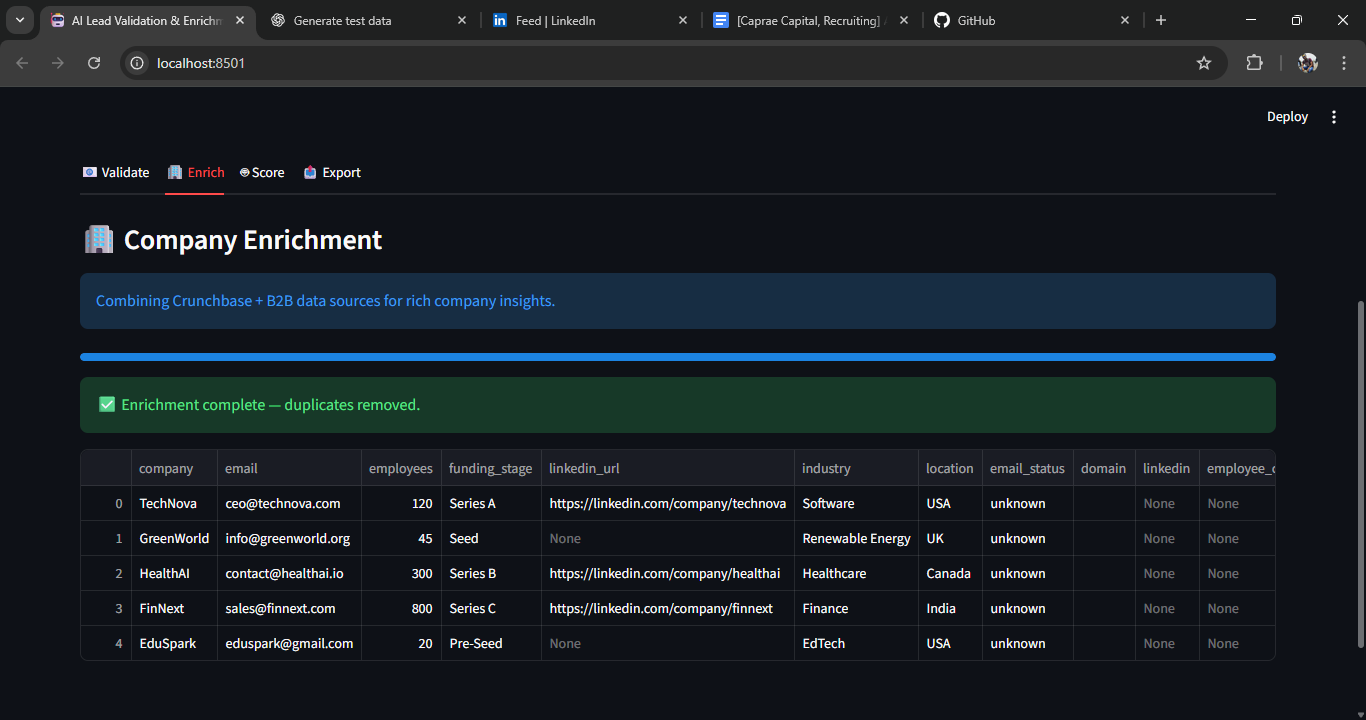 AI Lead Validation & Enrichm
Generate test data
Feed | LinkedIn
[Caprae Capital, Recruiting]
GitHub
localhost:8501
Deploy
Validate
Enrich
Score
Export
Company Enrichment
Combining Crunchbase + B2B data sources for rich company insights.
✅ Enrichment complete — duplicates removed.
company email employees funding_stage linkedin_url industry location email_status domain linkedin employee_c
0 TechNova ceo@technova.com 120 Series A https://linkedin.com/company/technova Software USA unknown None None
1 GreenWorld info@greenworld.org 45 Seed None Renewable Energy UK unknown None None
2 HealthAI contact@healthai.io 300 Series B https://linkedin.com/company/healthai Healthcare Canada unknown None None
3 FinNext sales@finnext.com 800 Series C https://linkedin.com/company/finnext Finance India unknown None None
4 EduSpark eduspark@gmail.com 20 Pre-Seed None EdTech USA unknown None None